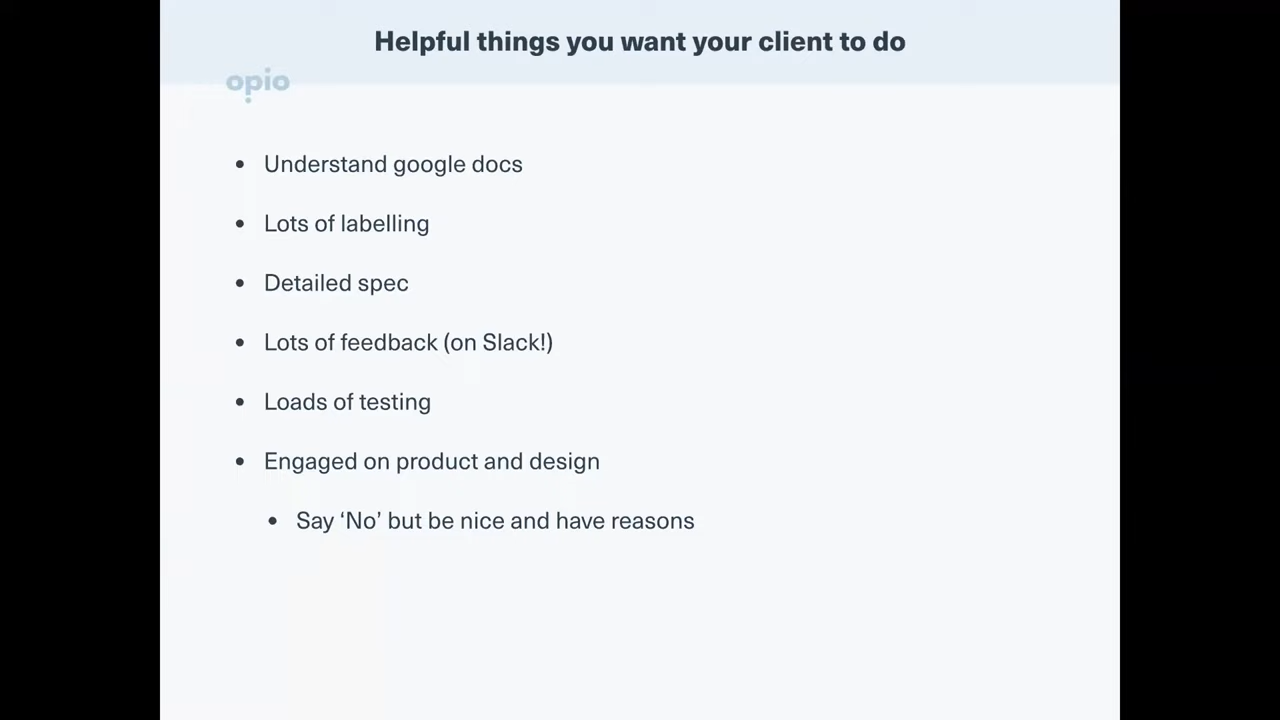 Helpful things you want your client to do
opio
• Understand google docs
• Lots of labelling
• Detailed spec
• Lots of feedback (on Slack!)
• Loads of testing
• Engaged on product and design
• Say ‘No’ but be nice and have reasons